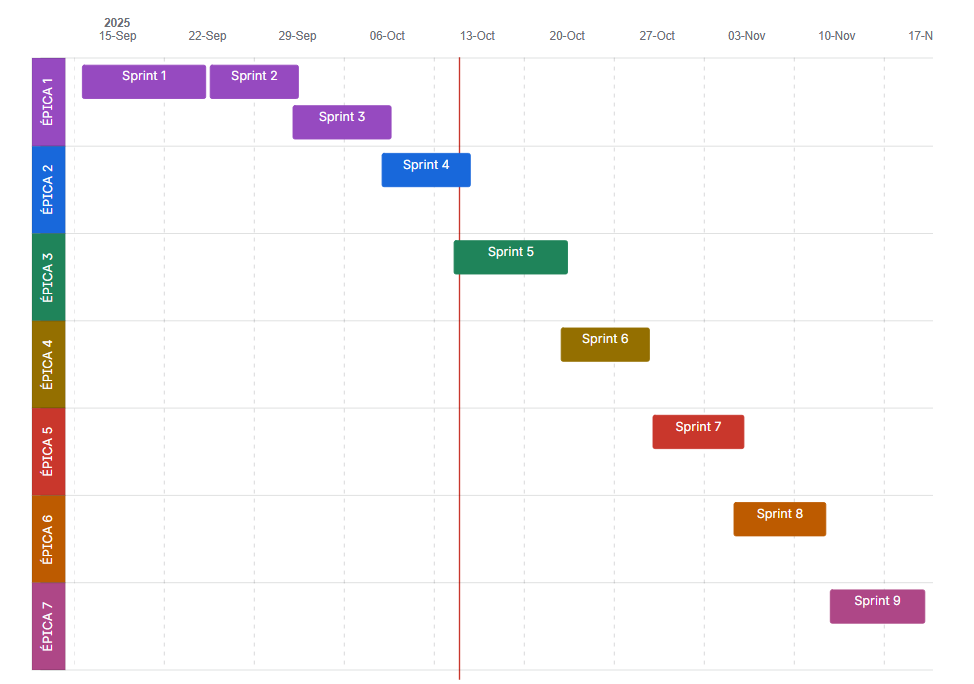 2025
15-Sep 22-Sep 29-Sep 06-Oct 13-Oct 20-Oct 27-Oct 03-Nov 10-Nov 17-N
ÉPICA 1
Sprint 1 Sprint 2
Sprint 3
ÉPICA 2
Sprint 4
ÉPICA 3
Sprint 5
ÉPICA 4
Sprint 6
ÉPICA 5
Sprint 7
ÉPICA 6
Sprint 8
ÉPICA 7
Sprint 9